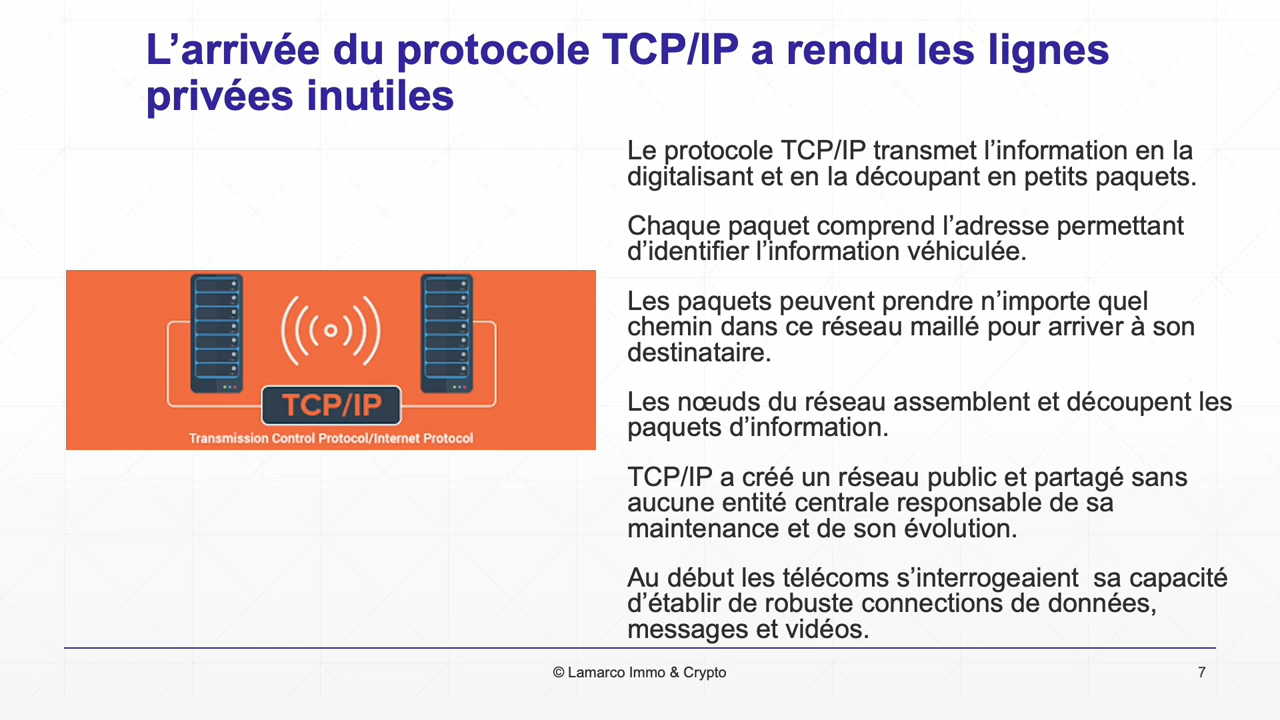 L’arrivée du protocole TCP/IP a rendu les lignes
privées inutiles
Le protocole TCP/IP transmet l’information en la
digitalisant et en la découpant en petits paquets.
Chaque paquet comprend l’adresse permettant
d’identifier l’information véhiculée.
Les paquets peuvent prendre n’importe quel
chemin dans ce réseau maillé pour arriver à son
destinataire.
Les nœuds du réseau assemblent et découpent les
paquets d’information.
TCP/IP a créé un réseau public et partagé sans
aucune entité centrale responsable de sa
maintenance et de son évolution.
Au début les télécoms s’interrogeaient  sa capacité
d’établir de robuste connections de données,
messages et vidéos.
TCP/IP
Transmission Control Protocol/Internet Protocol
© Lamarco Immo & Crypto
7